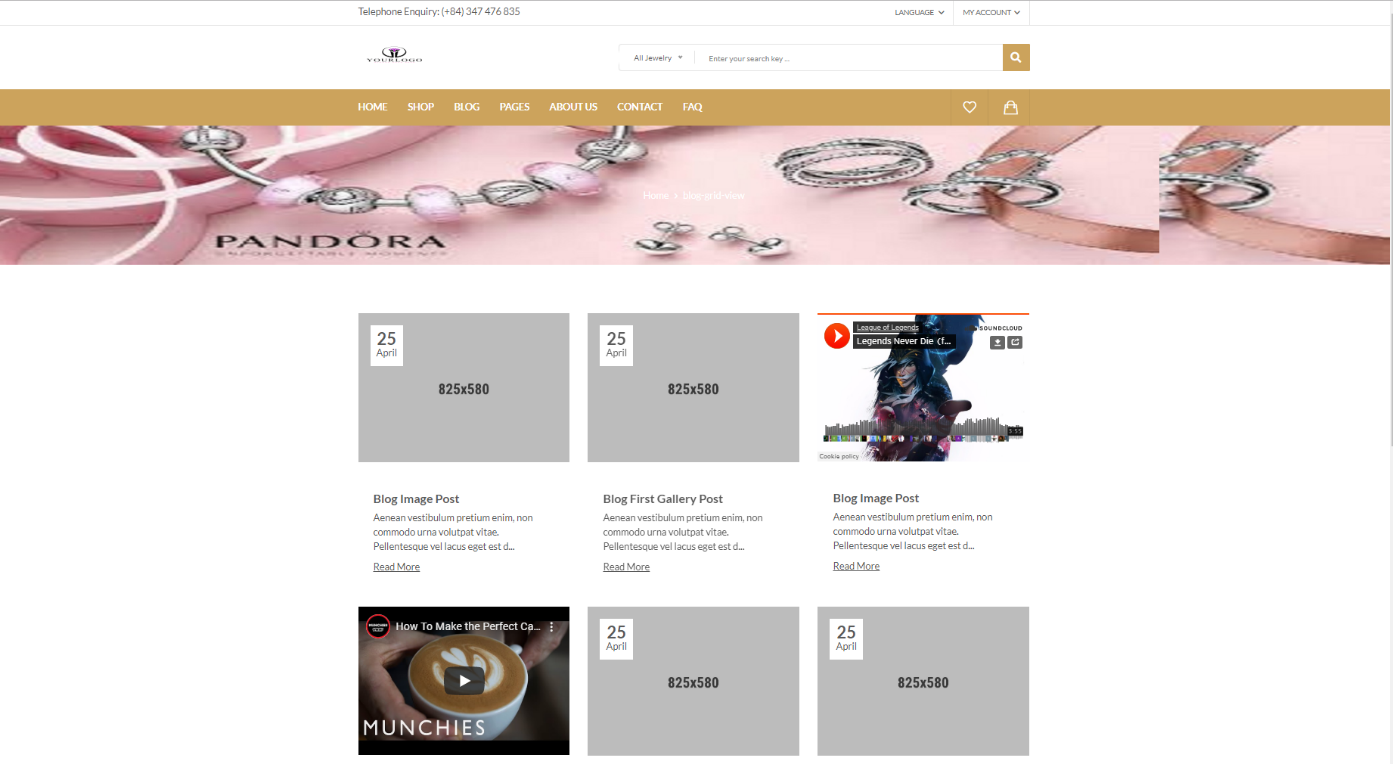 Telephone Enquiry: (+84) 347 476 835
LANGUAGE
MY ACCOUNT
YOURLOGO
All Jewelry
Enter your search key ...
HOME
SHOP
BLOG
PAGES
ABOUT US
CONTACT
FAQ
Home > blog-grid-view
PANDORA
UNFORGETTABLE MOMENTS
25
April
825x580
25
April
825x580
League of Legends
Legends Never Die (f...
SOUNDCLOUD
3:55
Cookie policy
Blog Image Post
Aenean vestibulum pretium enim, non
commodo urna volutpat vitae.
Pellentesque vel lacus eget est d...
Read More
Blog First Gallery Post
Aenean vestibulum pretium enim, non
commodo urna volutpat vitae.
Pellentesque vel lacus eget est d...
Read More
Blog Image Post
Aenean vestibulum pretium enim, non
commodo urna volutpat vitae.
Pellentesque vel lacus eget est d...
Read More
MUNCHIES
How To Make the Perfect Ca...
MUNCHIES
25
April
825x580
25
April
825x580